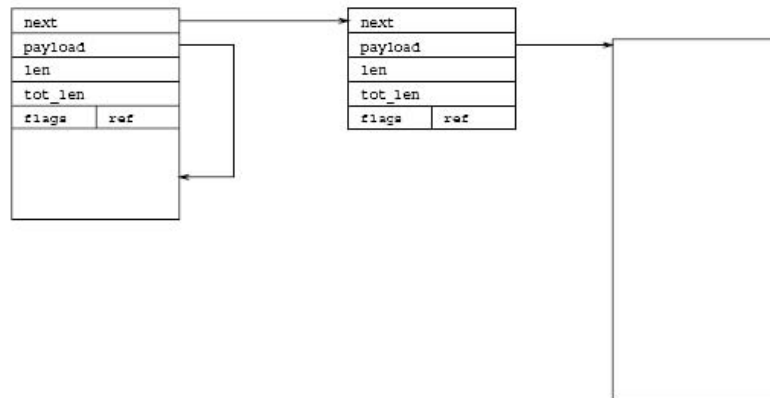 next
payload
len
tot_len
flags ref
next
payload
len
tot_len
flags ref